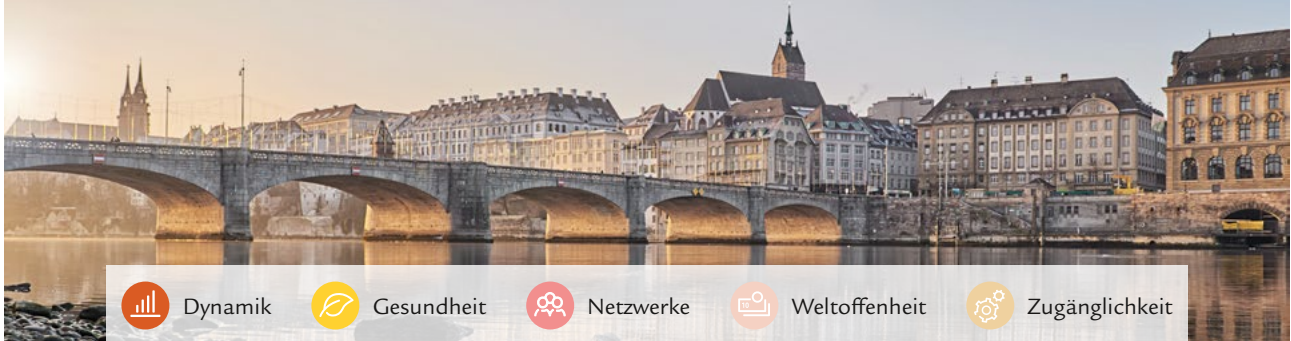 Dynamik
Gesundheit
Netzwerke
Weltoffenheit
Zugänglichkeit